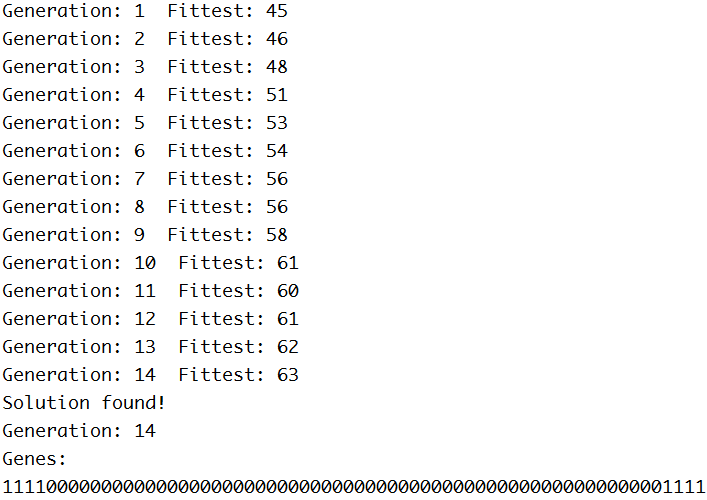 Generation: 1  Fittest: 45
Generation: 2  Fittest: 46
Generation: 3  Fittest: 48
Generation: 4  Fittest: 51
Generation: 5  Fittest: 53
Generation: 6  Fittest: 54
Generation: 7  Fittest: 56
Generation: 8  Fittest: 56
Generation: 9  Fittest: 58
Generation: 10  Fittest: 61
Generation: 11  Fittest: 60
Generation: 12  Fittest: 61
Generation: 13  Fittest: 62
Generation: 14  Fittest: 63
Solution found!
Generation: 14
Genes:
1111000000000000000000000000000000000000000000000000000000001111